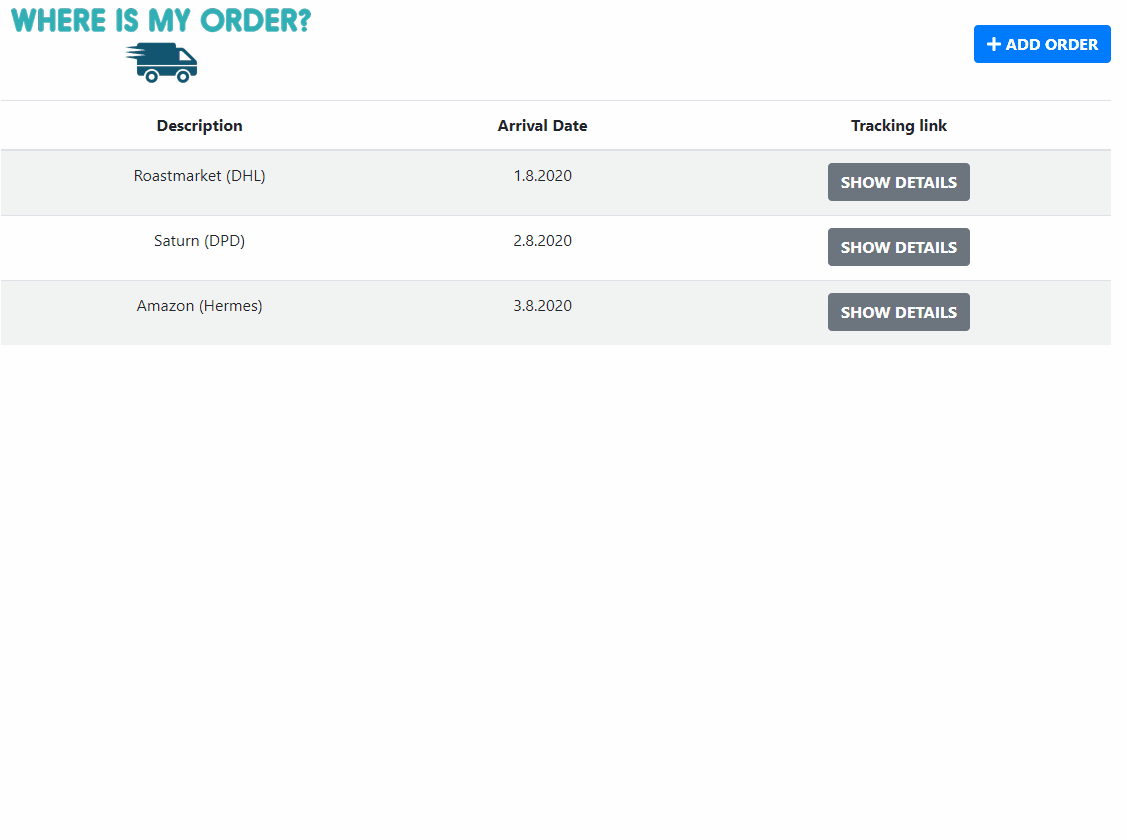 WHERE IS MY ORDER?
+ ADD ORDER
Description Arrival Date Tracking link
Roastmarket (DHL) 1.8.2020 SHOW DETAILS
Saturn (DPD) 2.8.2020 SHOW DETAILS
Amazon (Hermes) 3.8.2020 SHOW DETAILS